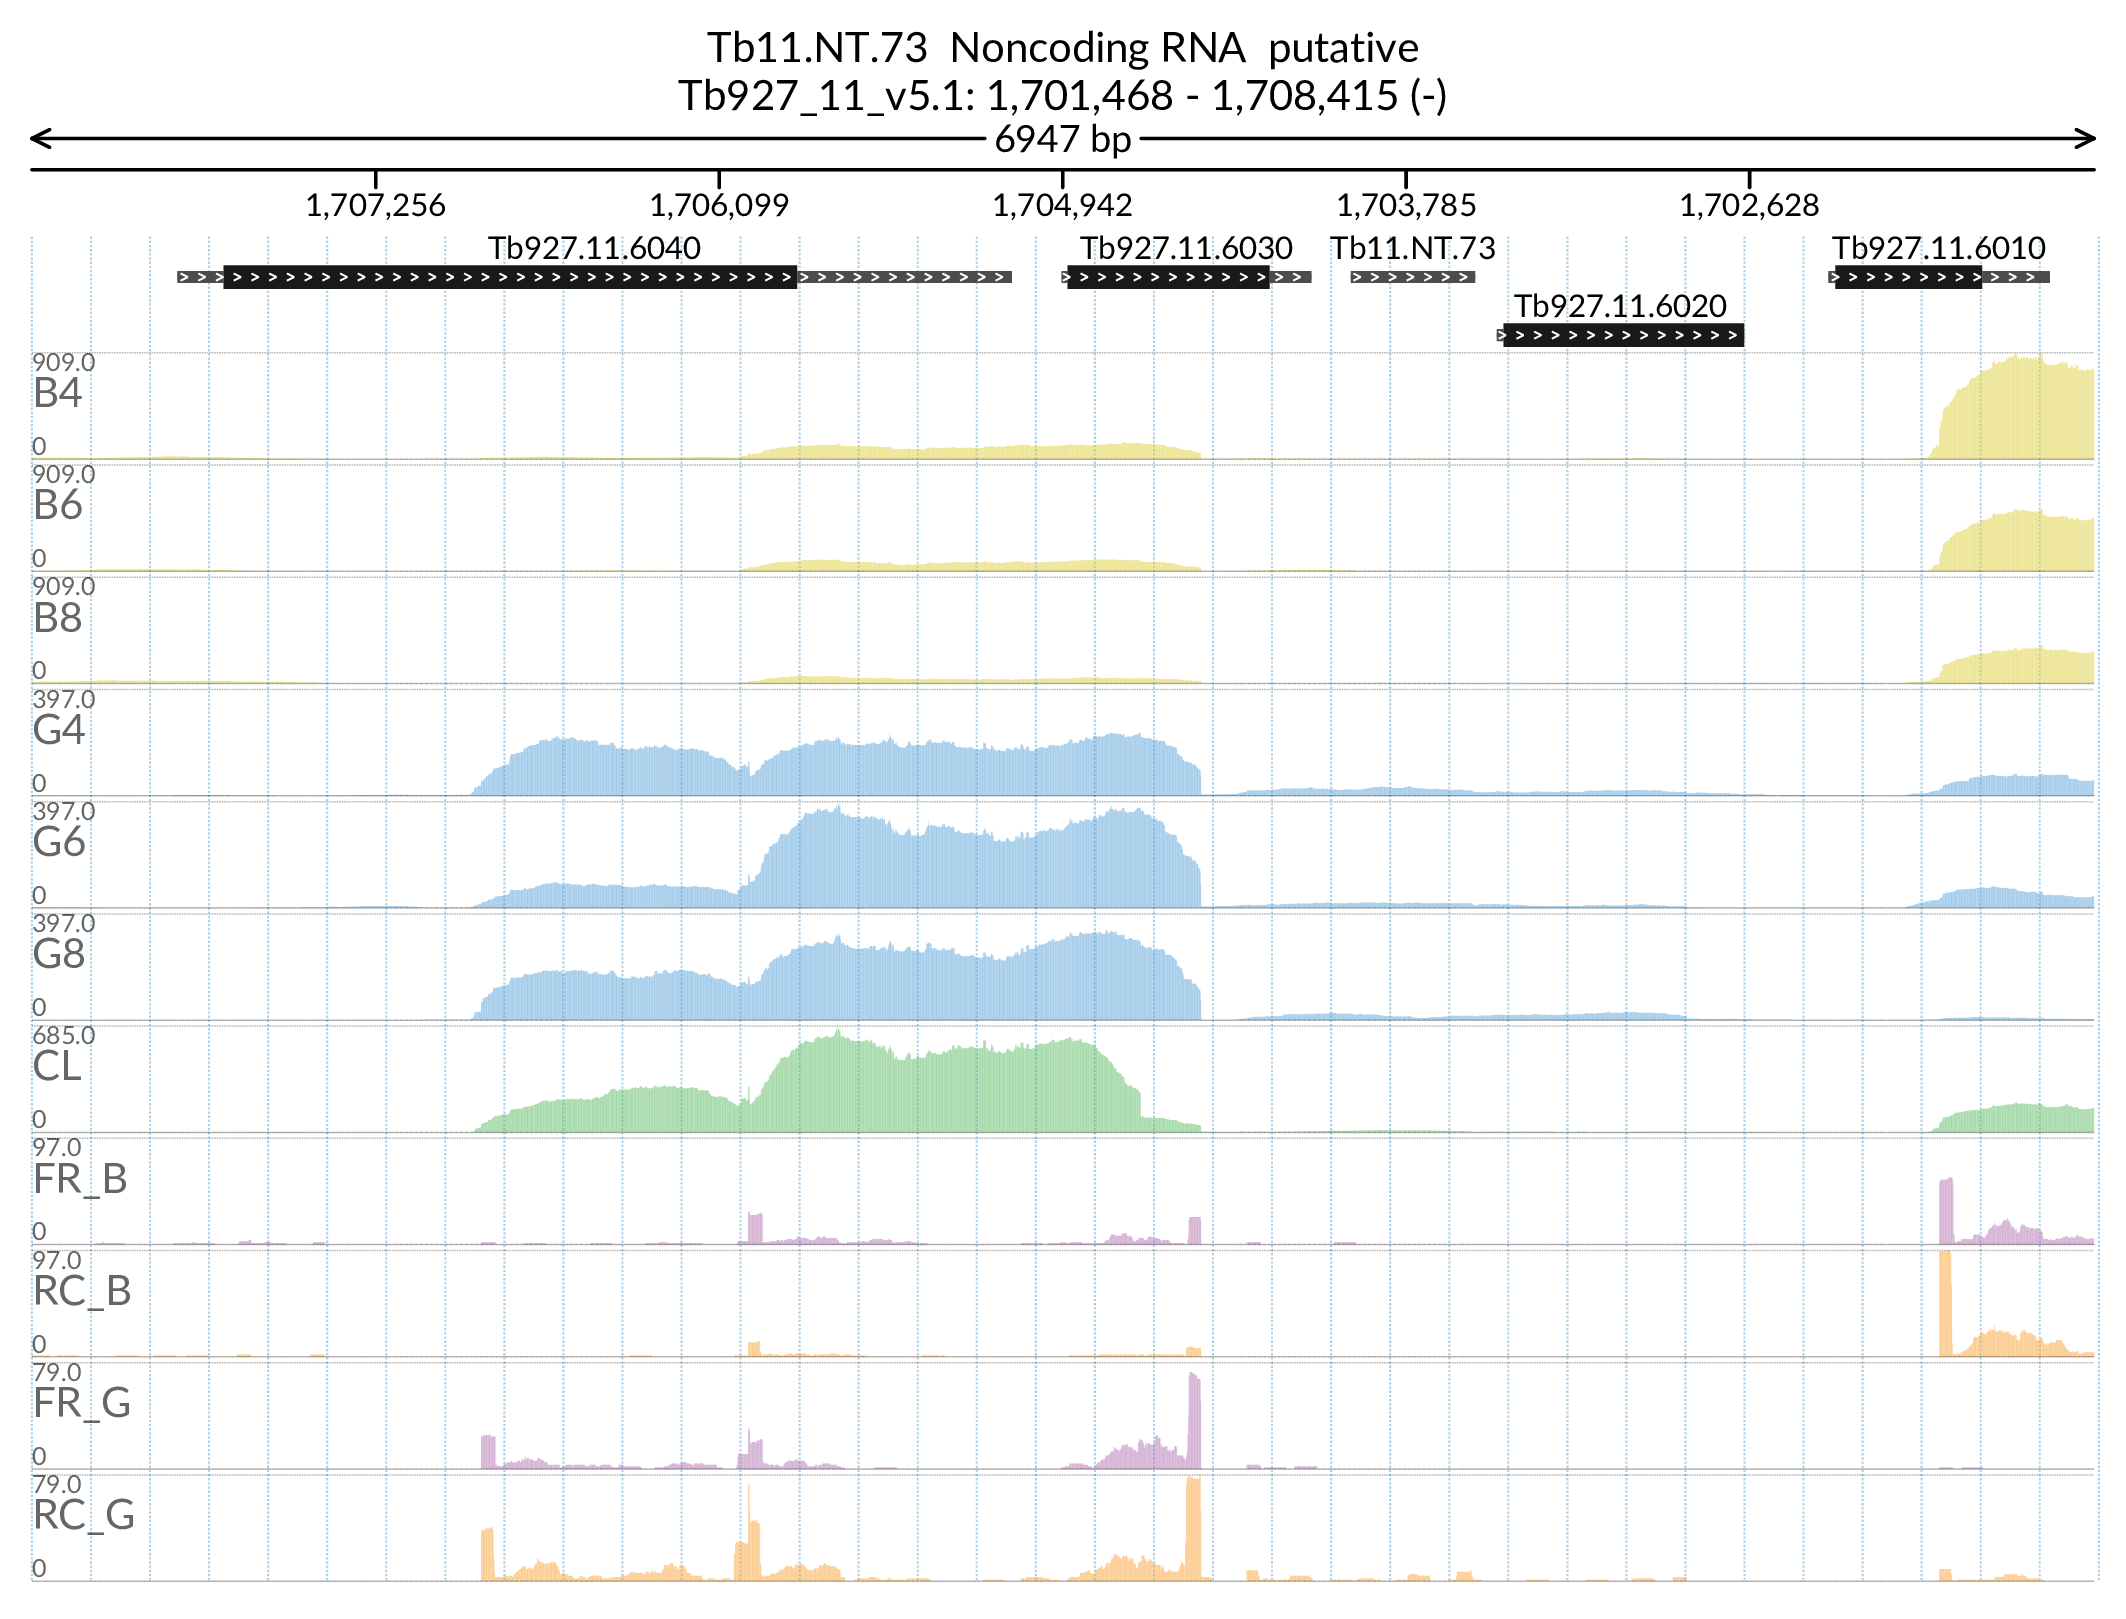 Tb11.NT.73 Noncoding RNA putative
Tb927_11_v5.1: 1,701,468 - 1,708,415 (-)
6947 bp
1,707,256 1,706,099 1,704,942 1,703,785 1,702,628
Tb927.11.6040 Tb927.11.6030 Tb11.NT.73 Tb927.11.6010
Tb927.11.6020
909.0
B4
0
909.0
B6
0
909.0
B8
0
397.0
G4
0
397.0
G6
0
397.0
G8
0
685.0
CL
0
97.0
FR_B
0
97.0
RC_B
0
79.0
FR_G
0
79.0
RC_G
0